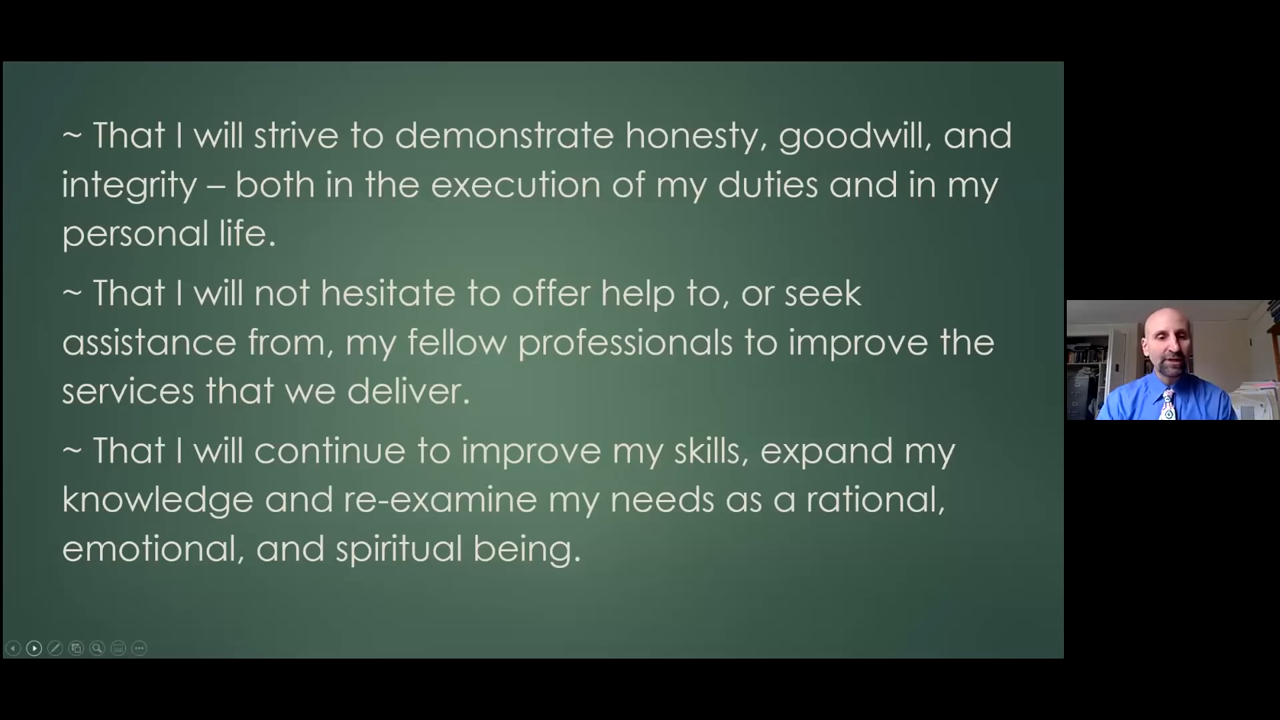 ~ That I will strive to demonstrate honesty, goodwill, and
integrity – both in the execution of my duties and in my
personal life.
~ That I will not hesitate to offer help to, or seek
assistance from, my fellow professionals to improve the
services that we deliver.
~ That I will continue to improve my skills, expand my
knowledge and re-examine my needs as a rational,
emotional, and spiritual being.